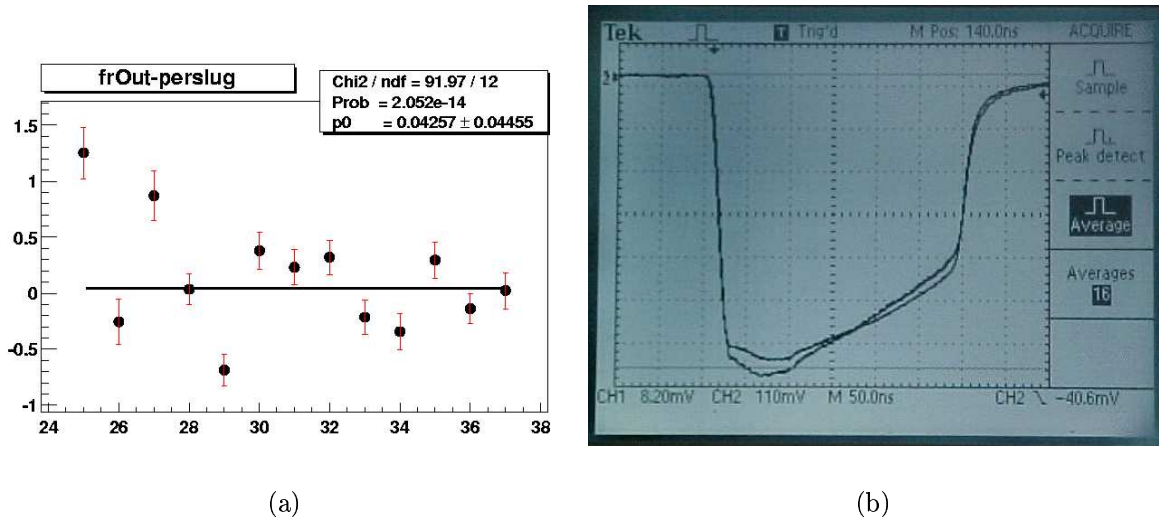 frOut-perslug
Chi2 / ndf = 91.97 / 12
Prob = 2.052e-14
p0 = 0.04257 ± 0.04455
1.5
1
0.5
0
-0.5
-1
24 26 28 30 32 34 36 38
(a)
Tek T Trig'd M Pos: 140.0ns ACQUIRE
Sample
Peak detect
Average
Averages
16
CH1 8.20mV CH2 110mV M 50.0ns CH2 \ -40.6mV
(b)